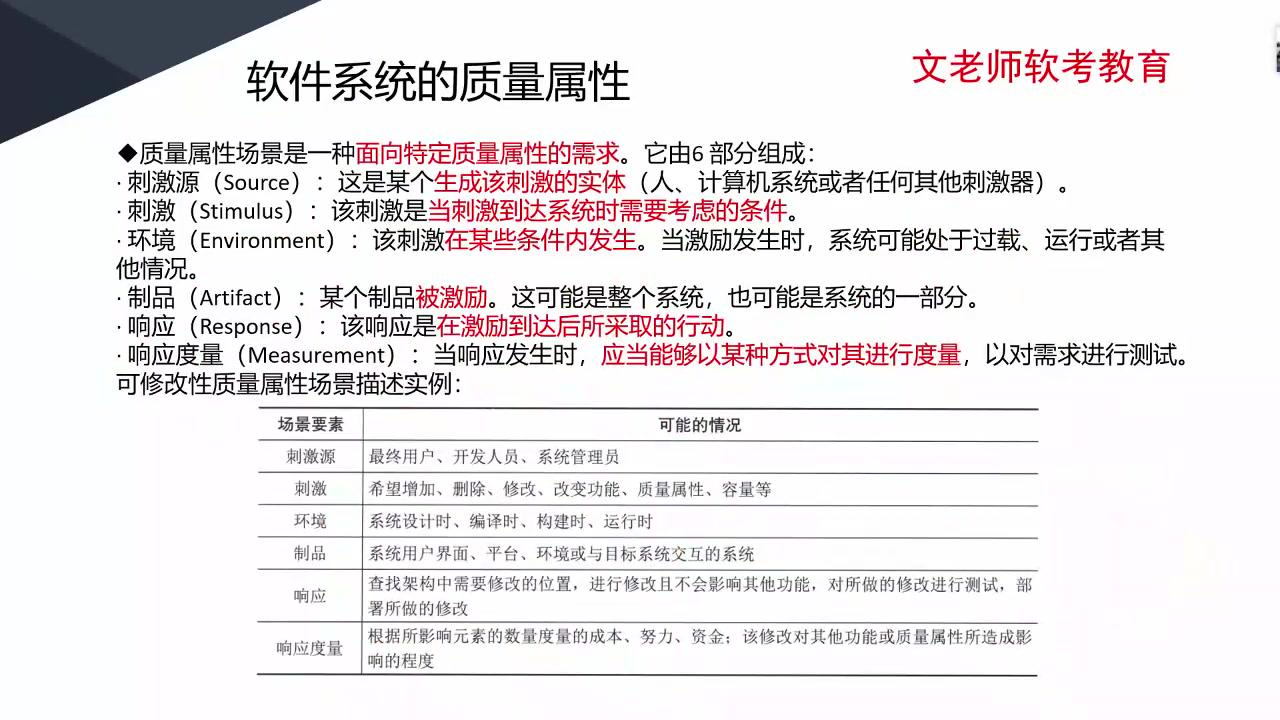 软件系统的质量属性
文老师软考教育
◆质量属性场景是一种面向特定质量属性的需求。它由6 部分组成：
· 刺激源（Source）：这是某个生成该刺激的实体（人、计算机系统或者任何其他刺激器）。
· 刺激（Stimulus）：该刺激是当刺激到达系统时需要考虑的条件。
· 环境（Environment）：该刺激在某些条件内发生。当激励发生时，系统可能处于过载、运行或者其
他情况。
· 制品（Artifact）：某个制品被激励。这可能是整个系统，也可能是系统的一部分。
· 响应（Response）：该响应是在激励到达后所采取的行动。
· 响应度量（Measurement）：当响应发生时，应当能够以某种方式对其进行度量，以对需求进行测试。
可修改性质量属性场景描述实例：
场景要素 可能的情况
刺激源 最终用户、开发人员、系统管理员
刺激 希望增加、删除、修改、改变功能、质量属性、容量等
环境 系统设计时、编译时、构建时、运行时
制品 系统用户界面、平台、环境或与目标系统交互的系统
响应 查找架构中需要修改的位置，进行修改且不会影响其他功能，对所做的修改进行测试，部
署所做的修改
响应度量 根据所影响元素的数量度量的成本、努力、资金；该修改对其他功能或质量属性所造成影
响的程度